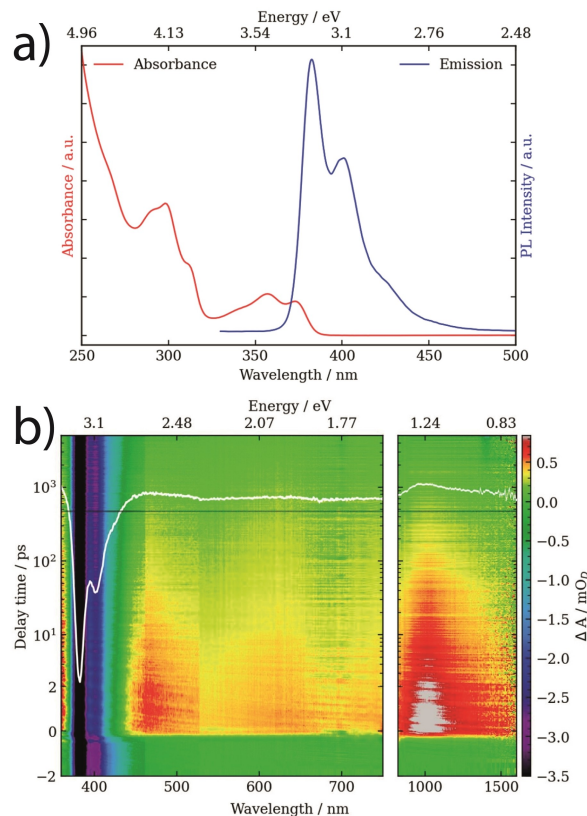 a)
Energy / eV
4.96 4.13 3.54 3.1 2.76 2.48
Absorbance
Emission
Absorbance / a.u.
PL Intensity / a.u.
250 300 350 400 450 500
Wavelength / nm
b)
Energy / eV
3.1 2.48 2.07 1.77 1.24 0.83
Delay time / ps
10³
10²
10¹
2
0
−2
400 500 600 700 1000 1500
Wavelength / nm
0.5
0.0
−0.5
−1.0
−1.5
−2.0
−2.5
−3.0
−3.5
Δ A / mO_D